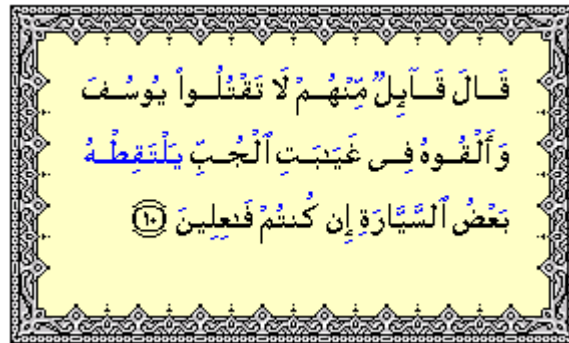 قَالَ قَآئِلٌ مِّنْهُمْ لَا تَقْتُلُوا۟ يُوسُفَ
وَأَلْقُوهُ فِى غَيَـٰبَتِ ٱلْجُبِّ يَلْتَقِطْهُ
بَعْضُ ٱلسَّيَّارَةِ إِن كُنتُمْ فَـٰعِلِينَ ١٠